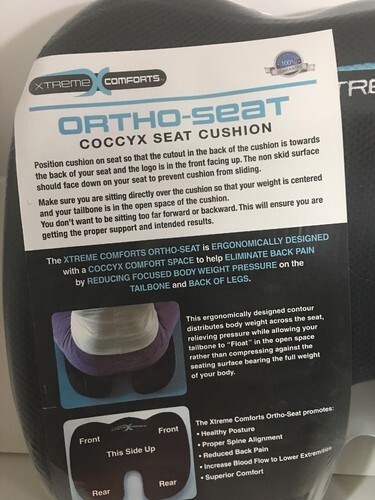 XTREME X COMFORTS
100%
ORTHO-SEAT
COCCYX SEAT CUSHION
Position cushion on seat so that the cutout in the back of the cushion is towards
the back of your seat and the logo is in the front facing up. The non skid surface
should face down on your seat to prevent cushion from sliding.
Make sure you are sitting directly over the cushion so that your weight is centered
and your tailbone is in the open space of the cushion.
You don't want to be sitting too far forward or backward. This will ensure you are
getting the proper support and intended results.
XTRE
The XTREME COMFORTS ORTHO-SEAT is ERGONOMICALLY DESIGNED
with a COCCYX COMFORT SPACE to help ELIMINATE BACK PAIN
by REDUCING FOCUSED BODY WEIGHT PRESSURE on the
TAILBONE and BACK OF LEGS.
This ergonomically designed contour
distributes body weight across the seat,
relieving pressure while allowing your
tailbone to "Float" in the open space
rather than compressing against the
seating surface bearing the full weight
of your body.
Front Front
This Side Up
Rear Rear
The Xtreme Comforts Ortho-Seat promotes:
• Healthy Posture
• Proper Spine Alignment
• Reduced Back Pain
• Increase Blood Flow to Lower Extremities
• Superior Comfort